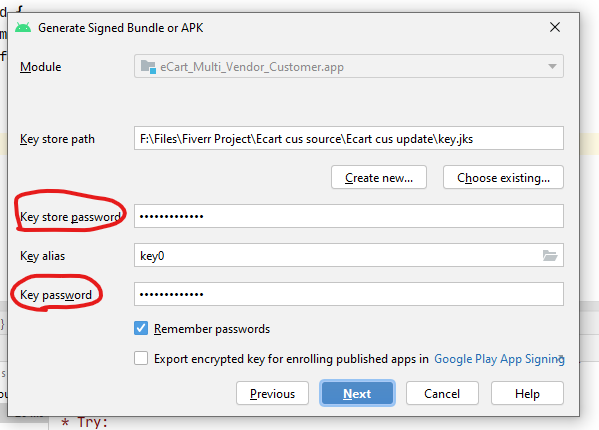 d {
m
f
Generate Signed Bundle or APK
Module eCart_Multi_Vendor_Customer.app
Key store path F:\Files\Fiverr Project\Ecart cus source\Ecart cus update\key.jks
Create new... Choose existing...
Key store password •••••••••••••
Key alias key0
Key password •••••••••••••
Remember passwords
Export encrypted key for enrolling published apps in Google Play App Signing
Previous Next Cancel Help
}
s
ou
* Try: